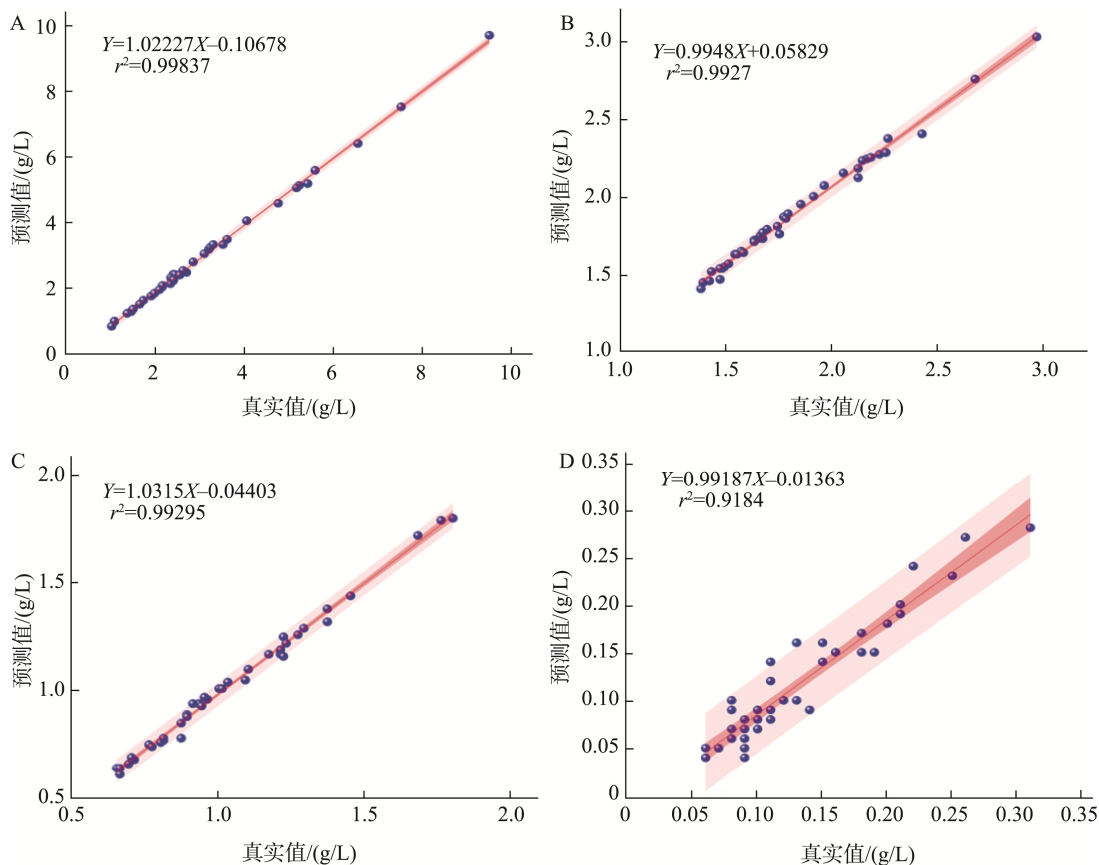 A
Y=1.02227X–0.10678
r²=0.99837
10
8
6
4
2
0
0 2 4 6 8 10
预测值/(g/L)
真实值/(g/L)
B
Y=0.9948X+0.05829
r²=0.9927
3.0
2.5
2.0
1.5
1.0
1.0 1.5 2.0 2.5 3.0
预测值/(g/L)
真实值/(g/L)
C
Y=1.0315X–0.04403
r²=0.99295
2.0
1.5
1.0
0.5
0.5 1.0 1.5 2.0
预测值/(g/L)
真实值/(g/L)
D
Y=0.99187X–0.01363
r²=0.9184
0.35
0.30
0.25
0.20
0.15
0.10
0.05
0
0 0.05 0.10 0.15 0.20 0.25 0.30 0.35
预测值/(g/L)
真实值/(g/L)